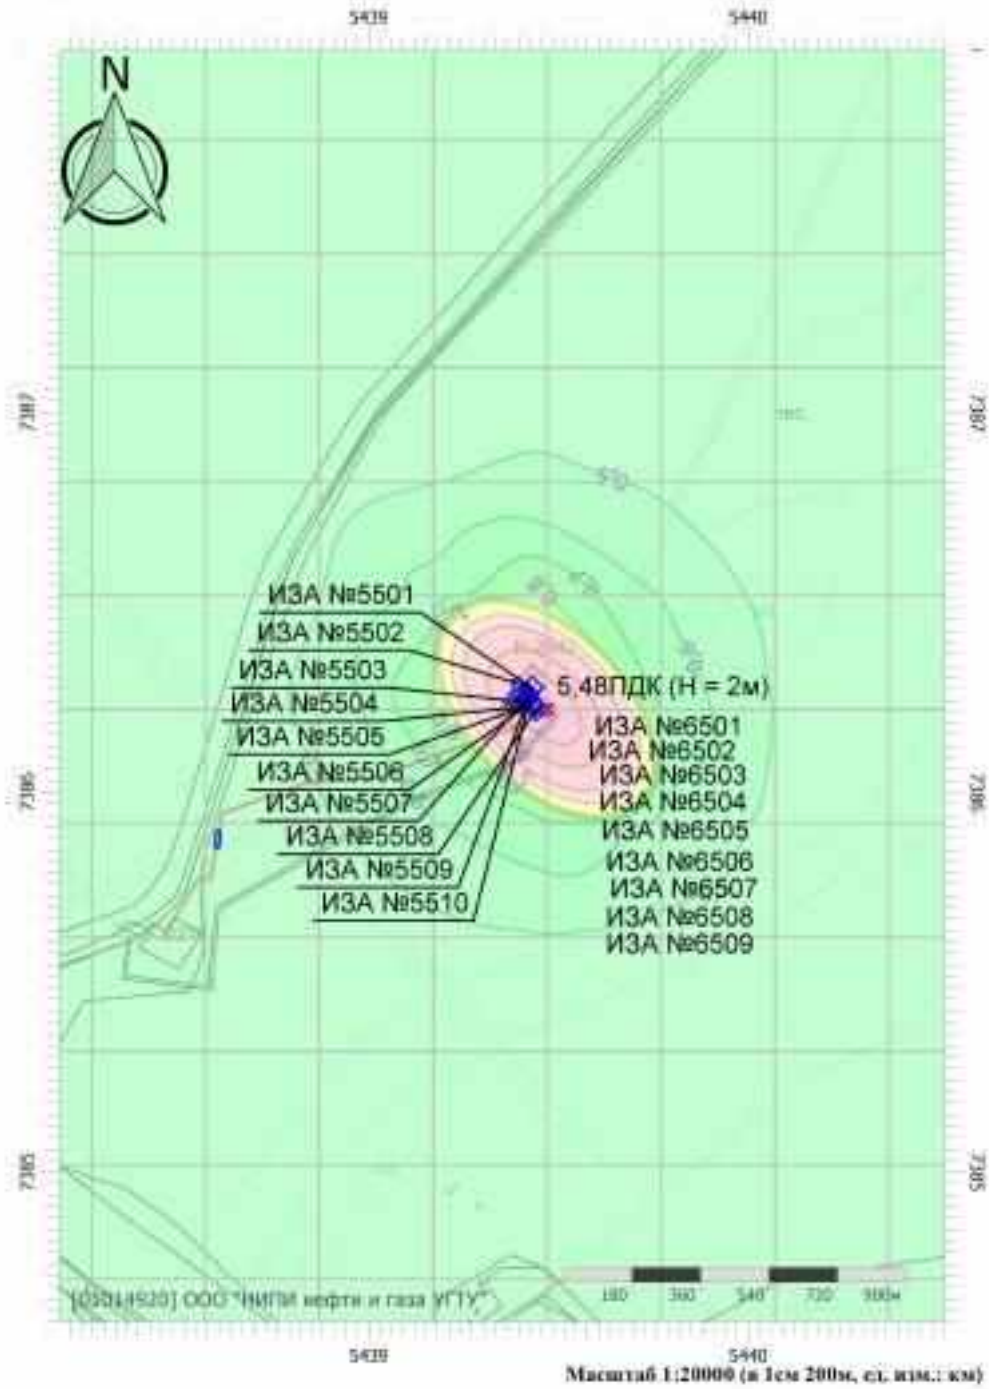 5439 5440
N
7387 7387
0,5
ИЗА №5501
ИЗА №5502
ИЗА №5503
ИЗА №5504
ИЗА №5505
ИЗА №5506
ИЗА №5507
ИЗА №5508
ИЗА №5509
ИЗА №5510
5,48ПДК (Н = 2м)
ИЗА №6501
ИЗА №6502
ИЗА №6503
ИЗА №6504
ИЗА №6505
ИЗА №6506
ИЗА №6507
ИЗА №6508
ИЗА №6509
7386 7386
7385 7385
[01014920] ООО "НИПИ нефти и газа УГТУ"
180 360 540 720 900м
5439 5440
Масштаб 1:20000 (в 1см 200м, ед. изм.: км)